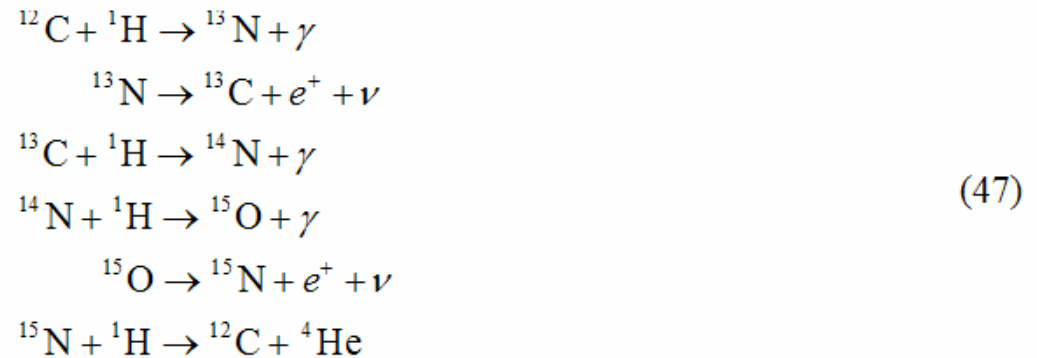 ¹²C + ¹H → ¹³N + γ
¹³N → ¹³C + e⁺ + ν
¹³C + ¹H → ¹⁴N + γ
¹⁴N + ¹H → ¹⁵O + γ
(47)
¹⁵O → ¹⁵N + e⁺ + ν
¹⁵N + ¹H → ¹²C + ⁴He